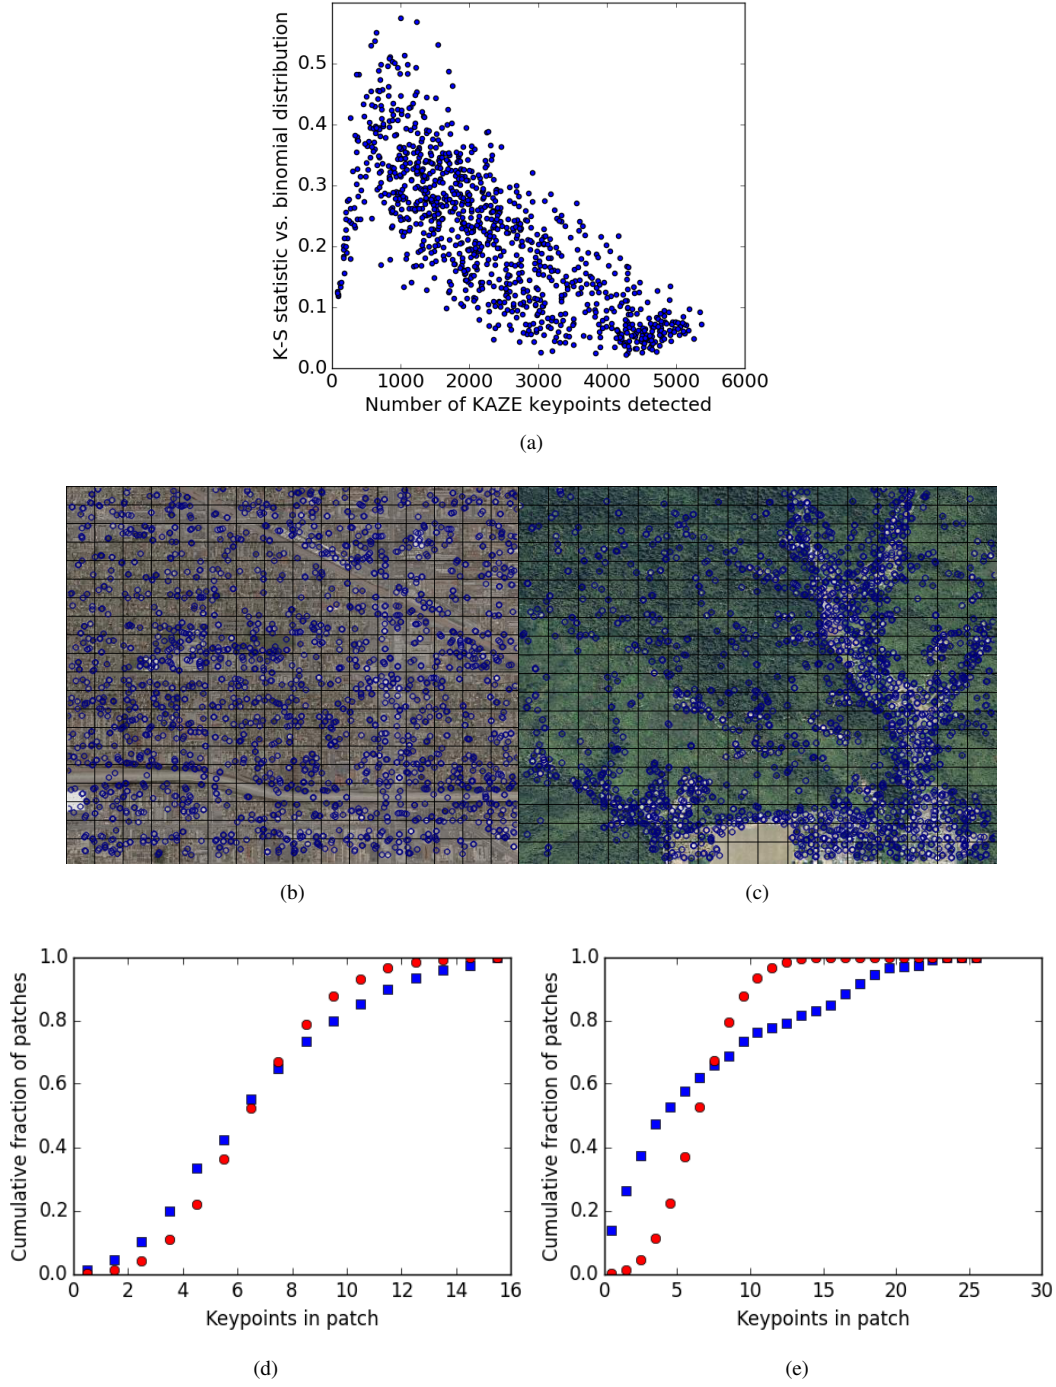 K-S statistic vs. binomial distribution
0.5
0.4
0.3
0.2
0.1
0.0
0 1000 2000 3000 4000 5000 6000
Number of KAZE keypoints detected
(a)
(b) (c)
Cumulative fraction of patches
1.0
0.8
0.6
0.4
0.2
0.0
0 2 4 6 8 10 12 14 16
Keypoints in patch
(d)
Cumulative fraction of patches
1.0
0.8
0.6
0.4
0.2
0.0
0 5 10 15 20 25 30
Keypoints in patch
(e)